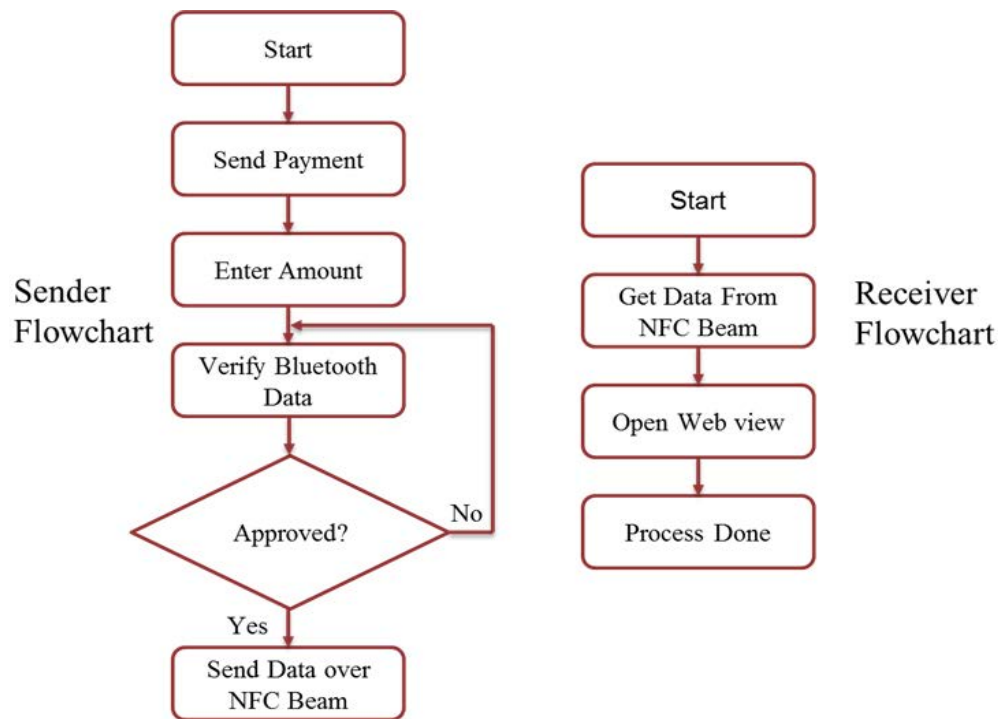 Sender
Flowchart
Start
Send Payment
Enter Amount
Verify Bluetooth
Data
Approved?
No
Yes
Send Data over
NFC Beam
Start
Get Data From
NFC Beam
Open Web view
Process Done
Receiver
Flowchart